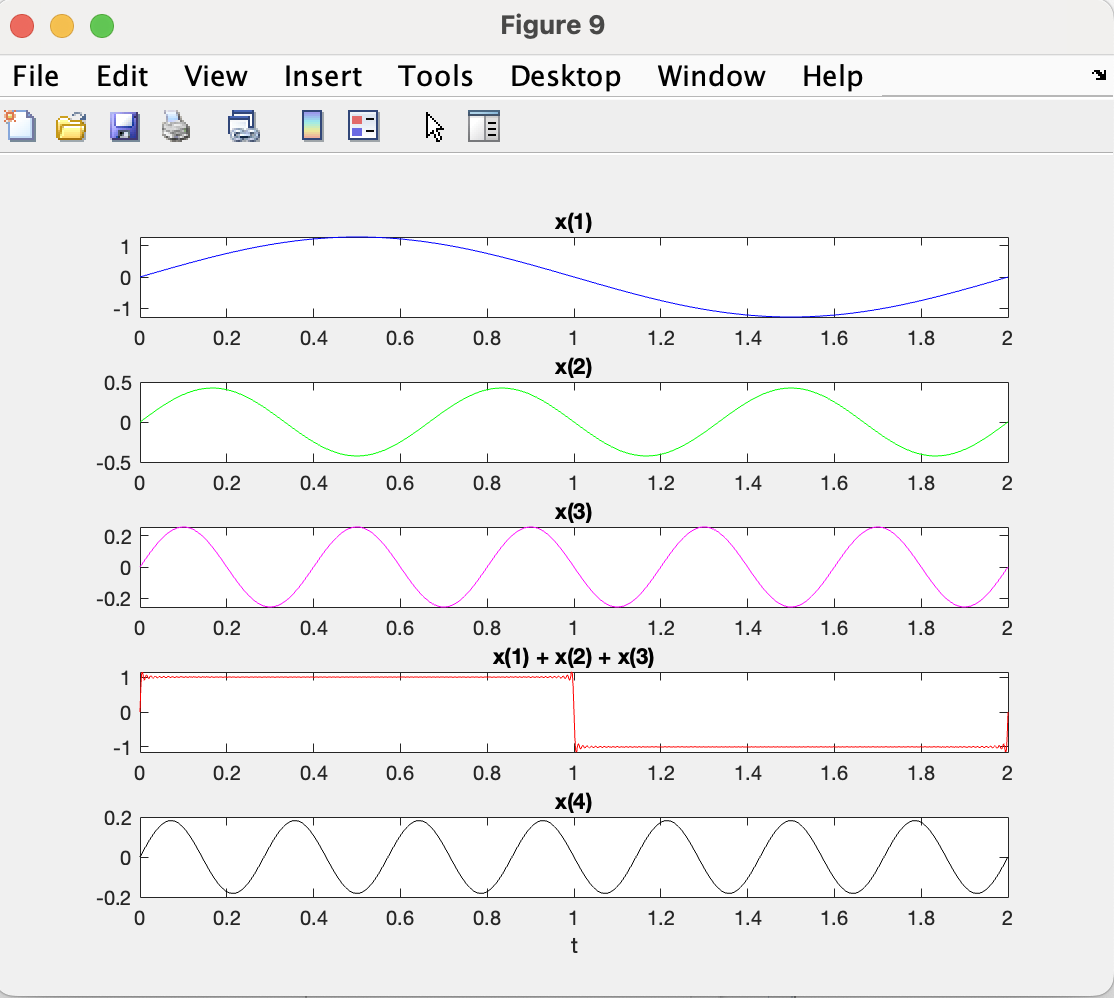 Figure 9
File Edit View Insert Tools Desktop Window Help
x(1)
1
0
-1
0 0.2 0.4 0.6 0.8 1 1.2 1.4 1.6 1.8 2
x(2)
0.5
0
-0.5
0 0.2 0.4 0.6 0.8 1 1.2 1.4 1.6 1.8 2
x(3)
0.2
0
-0.2
0 0.2 0.4 0.6 0.8 1 1.2 1.4 1.6 1.8 2
x(1) + x(2) + x(3)
1
0
-1
0 0.2 0.4 0.6 0.8 1 1.2 1.4 1.6 1.8 2
x(4)
0.2
0
-0.2
0 0.2 0.4 0.6 0.8 1 1.2 1.4 1.6 1.8 2
t